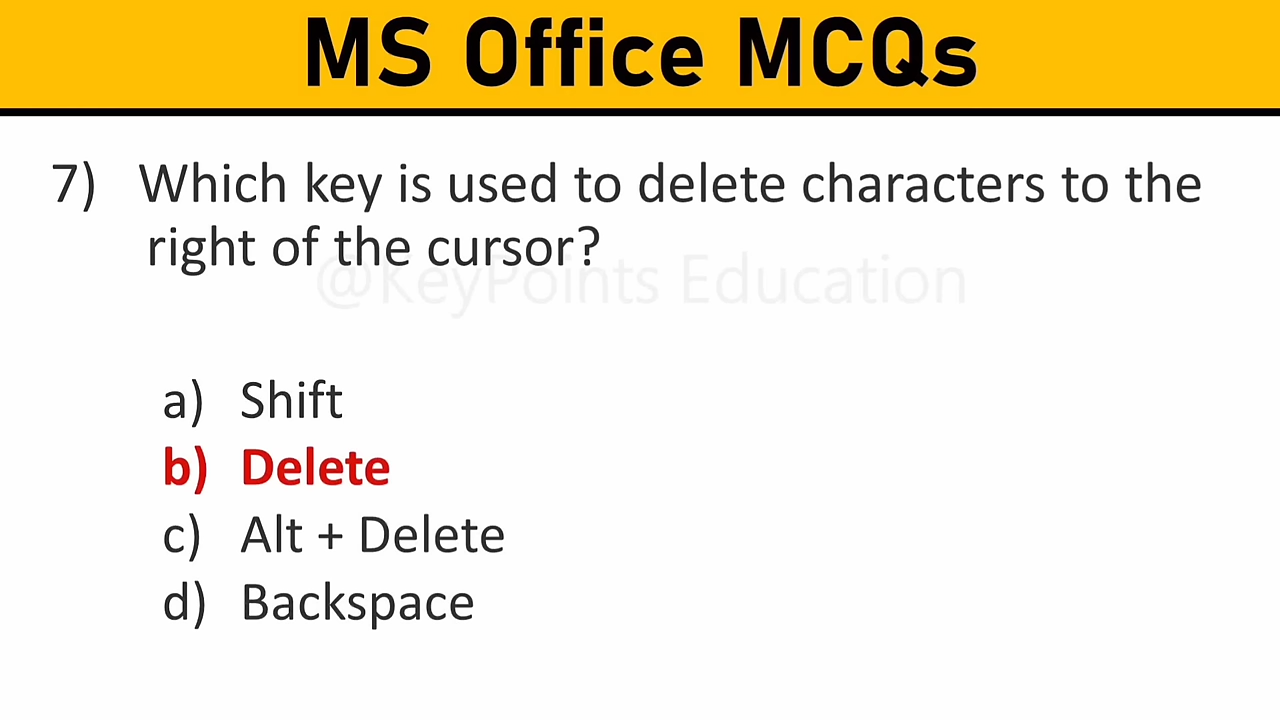 MS Office MCQs
7) Which key is used to delete characters to the
right of the cursor?
@KeyPoints Education
a) Shift
b) Delete
c) Alt + Delete
d) Backspace